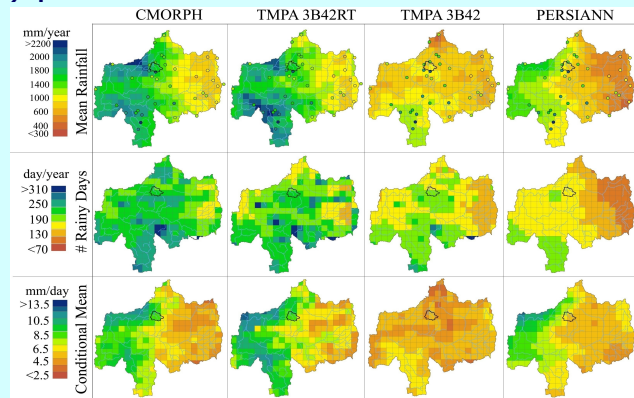 CMORPH
TMPA 3B42RT
TMPA 3B42
PERSIANN
mm/year
>2200
2000
1800
1400
1000
600
400
<300
Mean Rainfall
day/year
>310
250
190
130
<70
# Rainy Days
mm/day
>13.5
10.5
8.5
6.5
4.5
<2.5
Conditional Mean